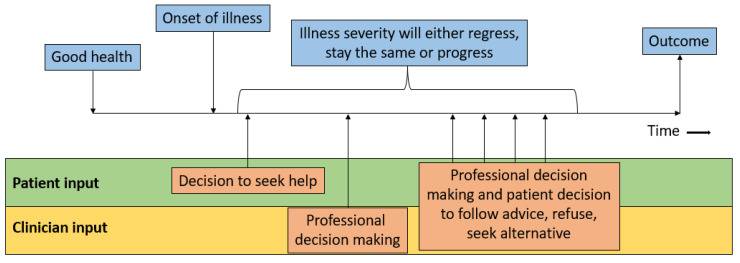 Onset of illness
Good health
Illness severity will either regress,
stay the same or progress
Outcome
Time
Patient input
Decision to seek help
Professional decision
making and patient decision
to follow advice, refuse,
seek alternative
Clinician input
Professional
decision making